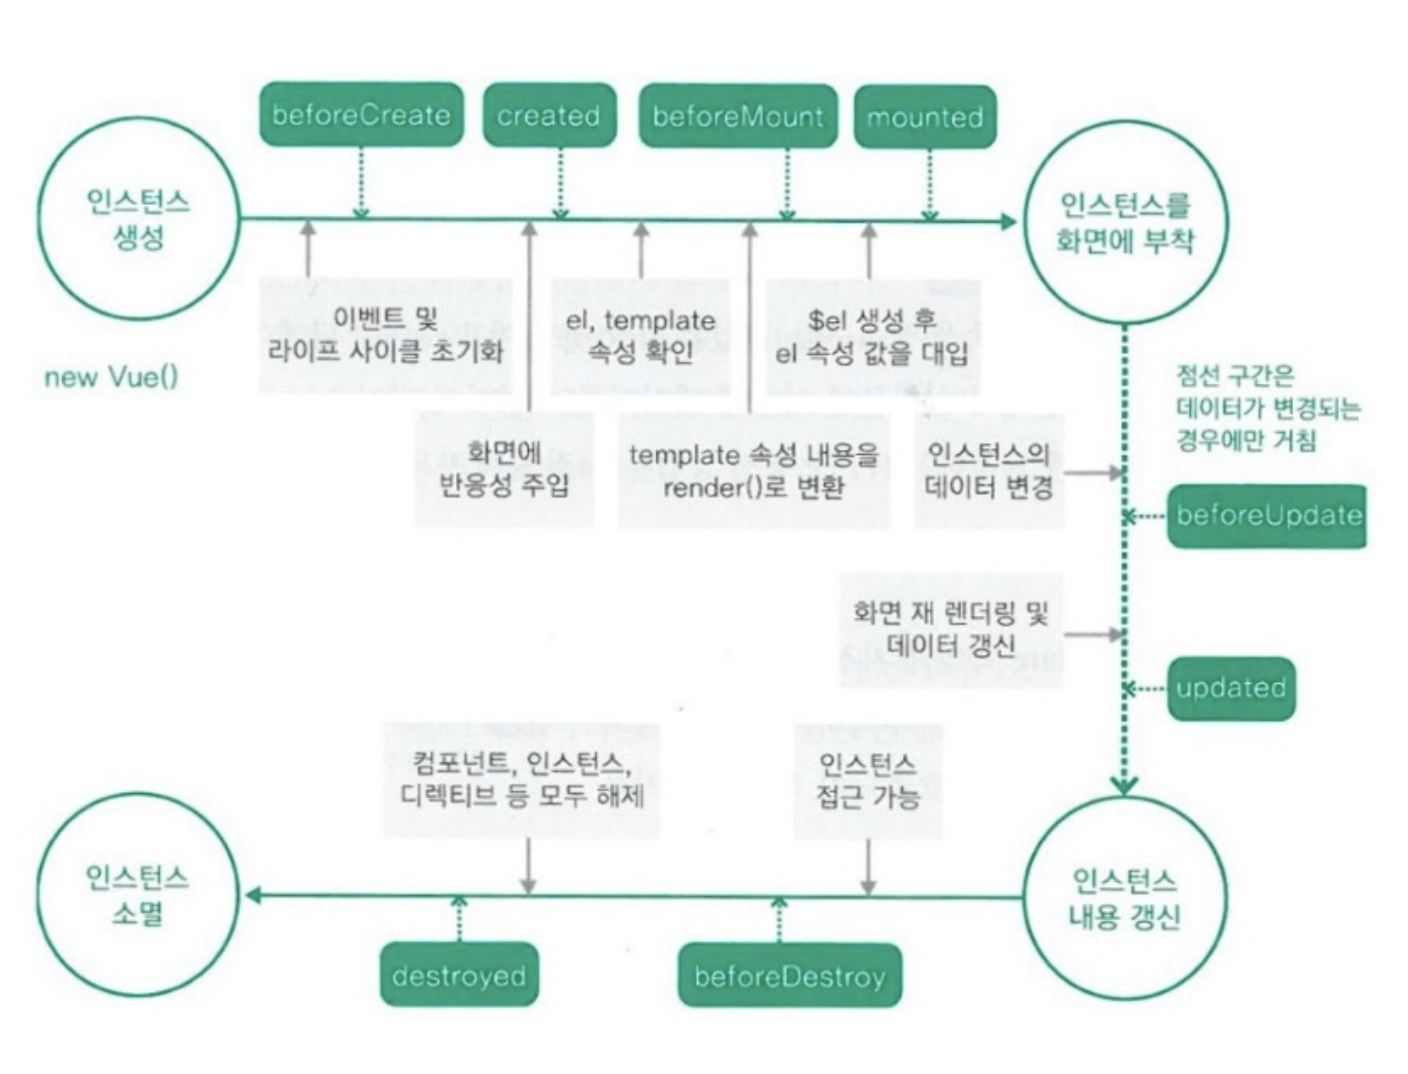 beforeCreate
created
beforeMount
mounted
인스턴스
생성
인스턴스를
화면에 부착
이벤트 및
라이프 사이클 초기화
el, template
속성 확인
$el 생성 후
el 속성 값을 대입
new Vue()
점선 구간은
데이터가 변경되는
경우에만 거침
화면에
반응성 주입
template 속성 내용을
render()로 변환
인스턴스의
데이터 변경
beforeUpdate
화면 재 렌더링 및
데이터 갱신
updated
컴포넌트, 인스턴스,
디렉티브 등 모두 해제
인스턴스
접근 가능
인스턴스
소멸
인스턴스
내용 갱신
destroyed
beforeDestroy